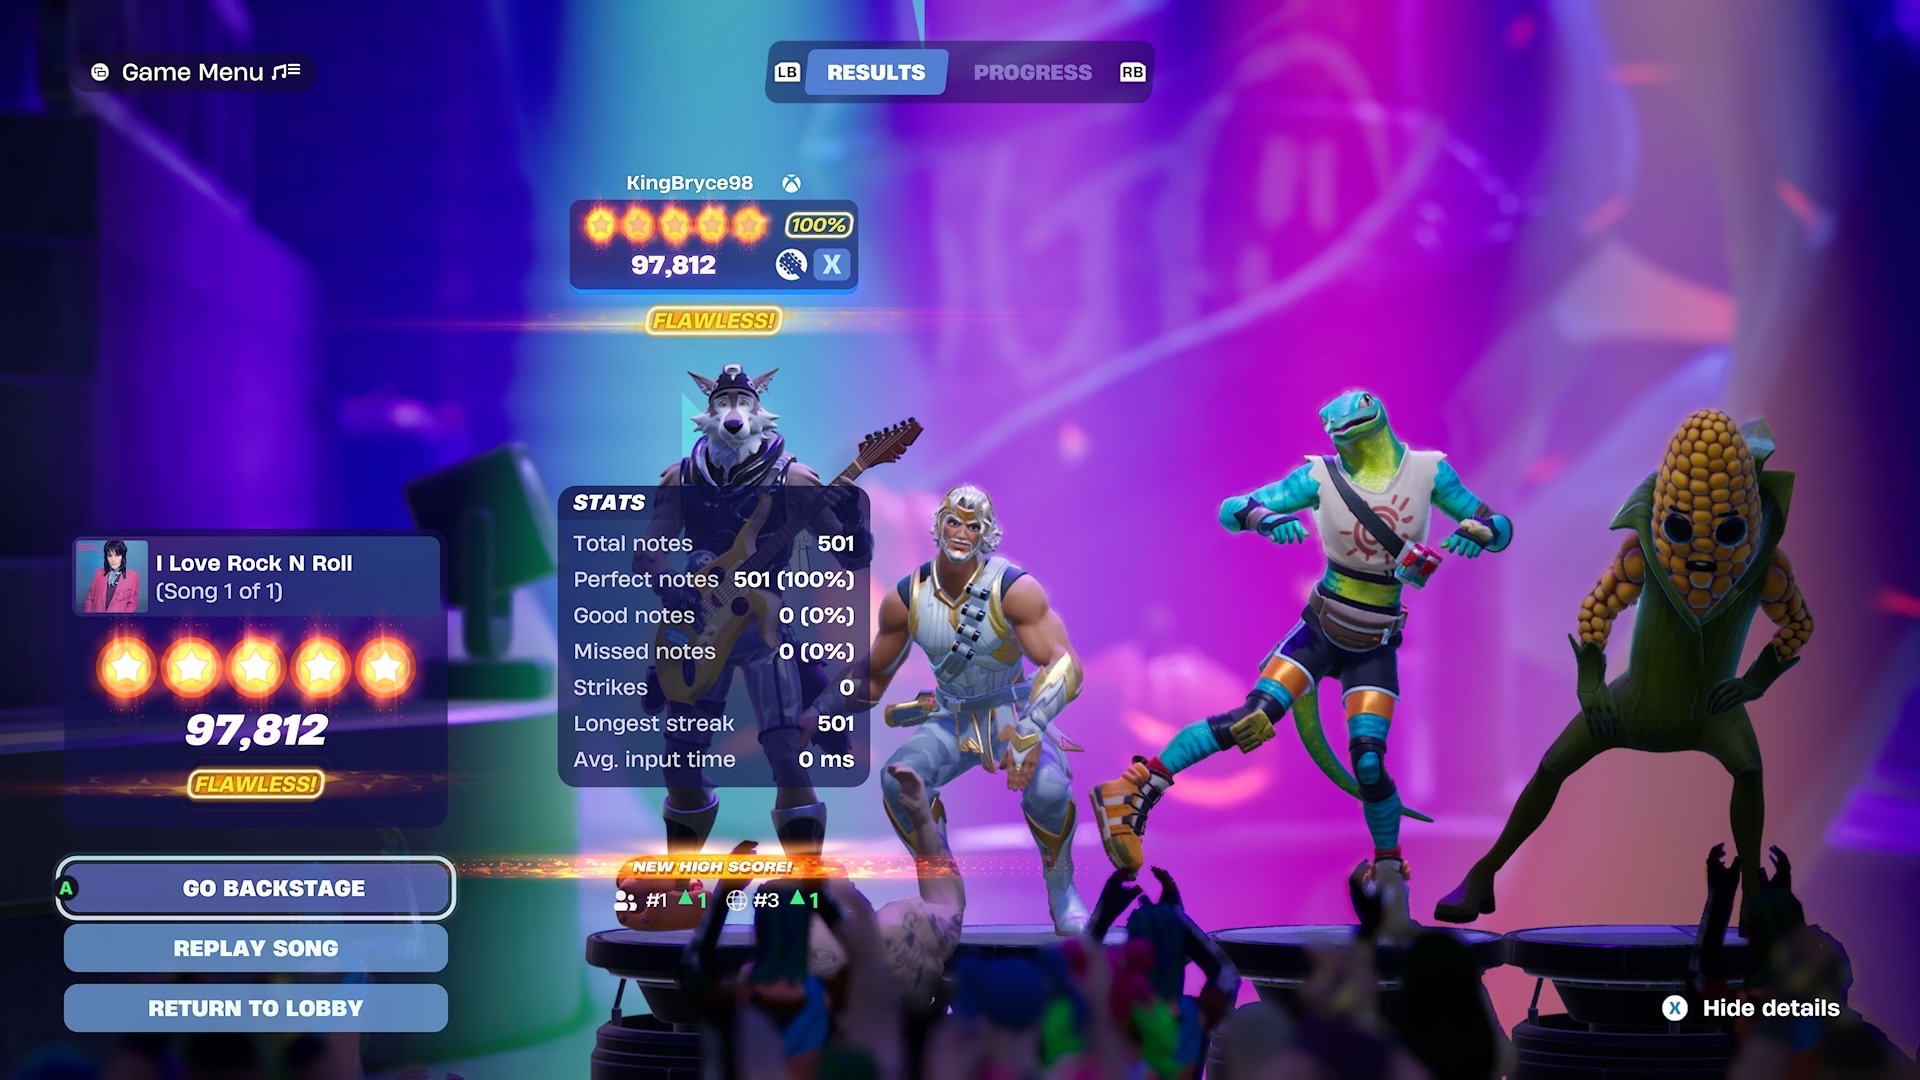 Game Menu
LB RESULTS PROGRESS RB
KingBryce98
100%
97,812
X
FLAWLESS!
STATS
Total notes 501
Perfect notes 501 (100%)
Good notes 0 (0%)
Missed notes 0 (0%)
Strikes 0
Longest streak 501
Avg. input time 0 ms
I Love Rock N Roll
(Song 1 of 1)
97,812
FLAWLESS!
NEW HIGH SCORE!
#1 ▲1 #3 ▲1
A GO BACKSTAGE
REPLAY SONG
RETURN TO LOBBY
X Hide details